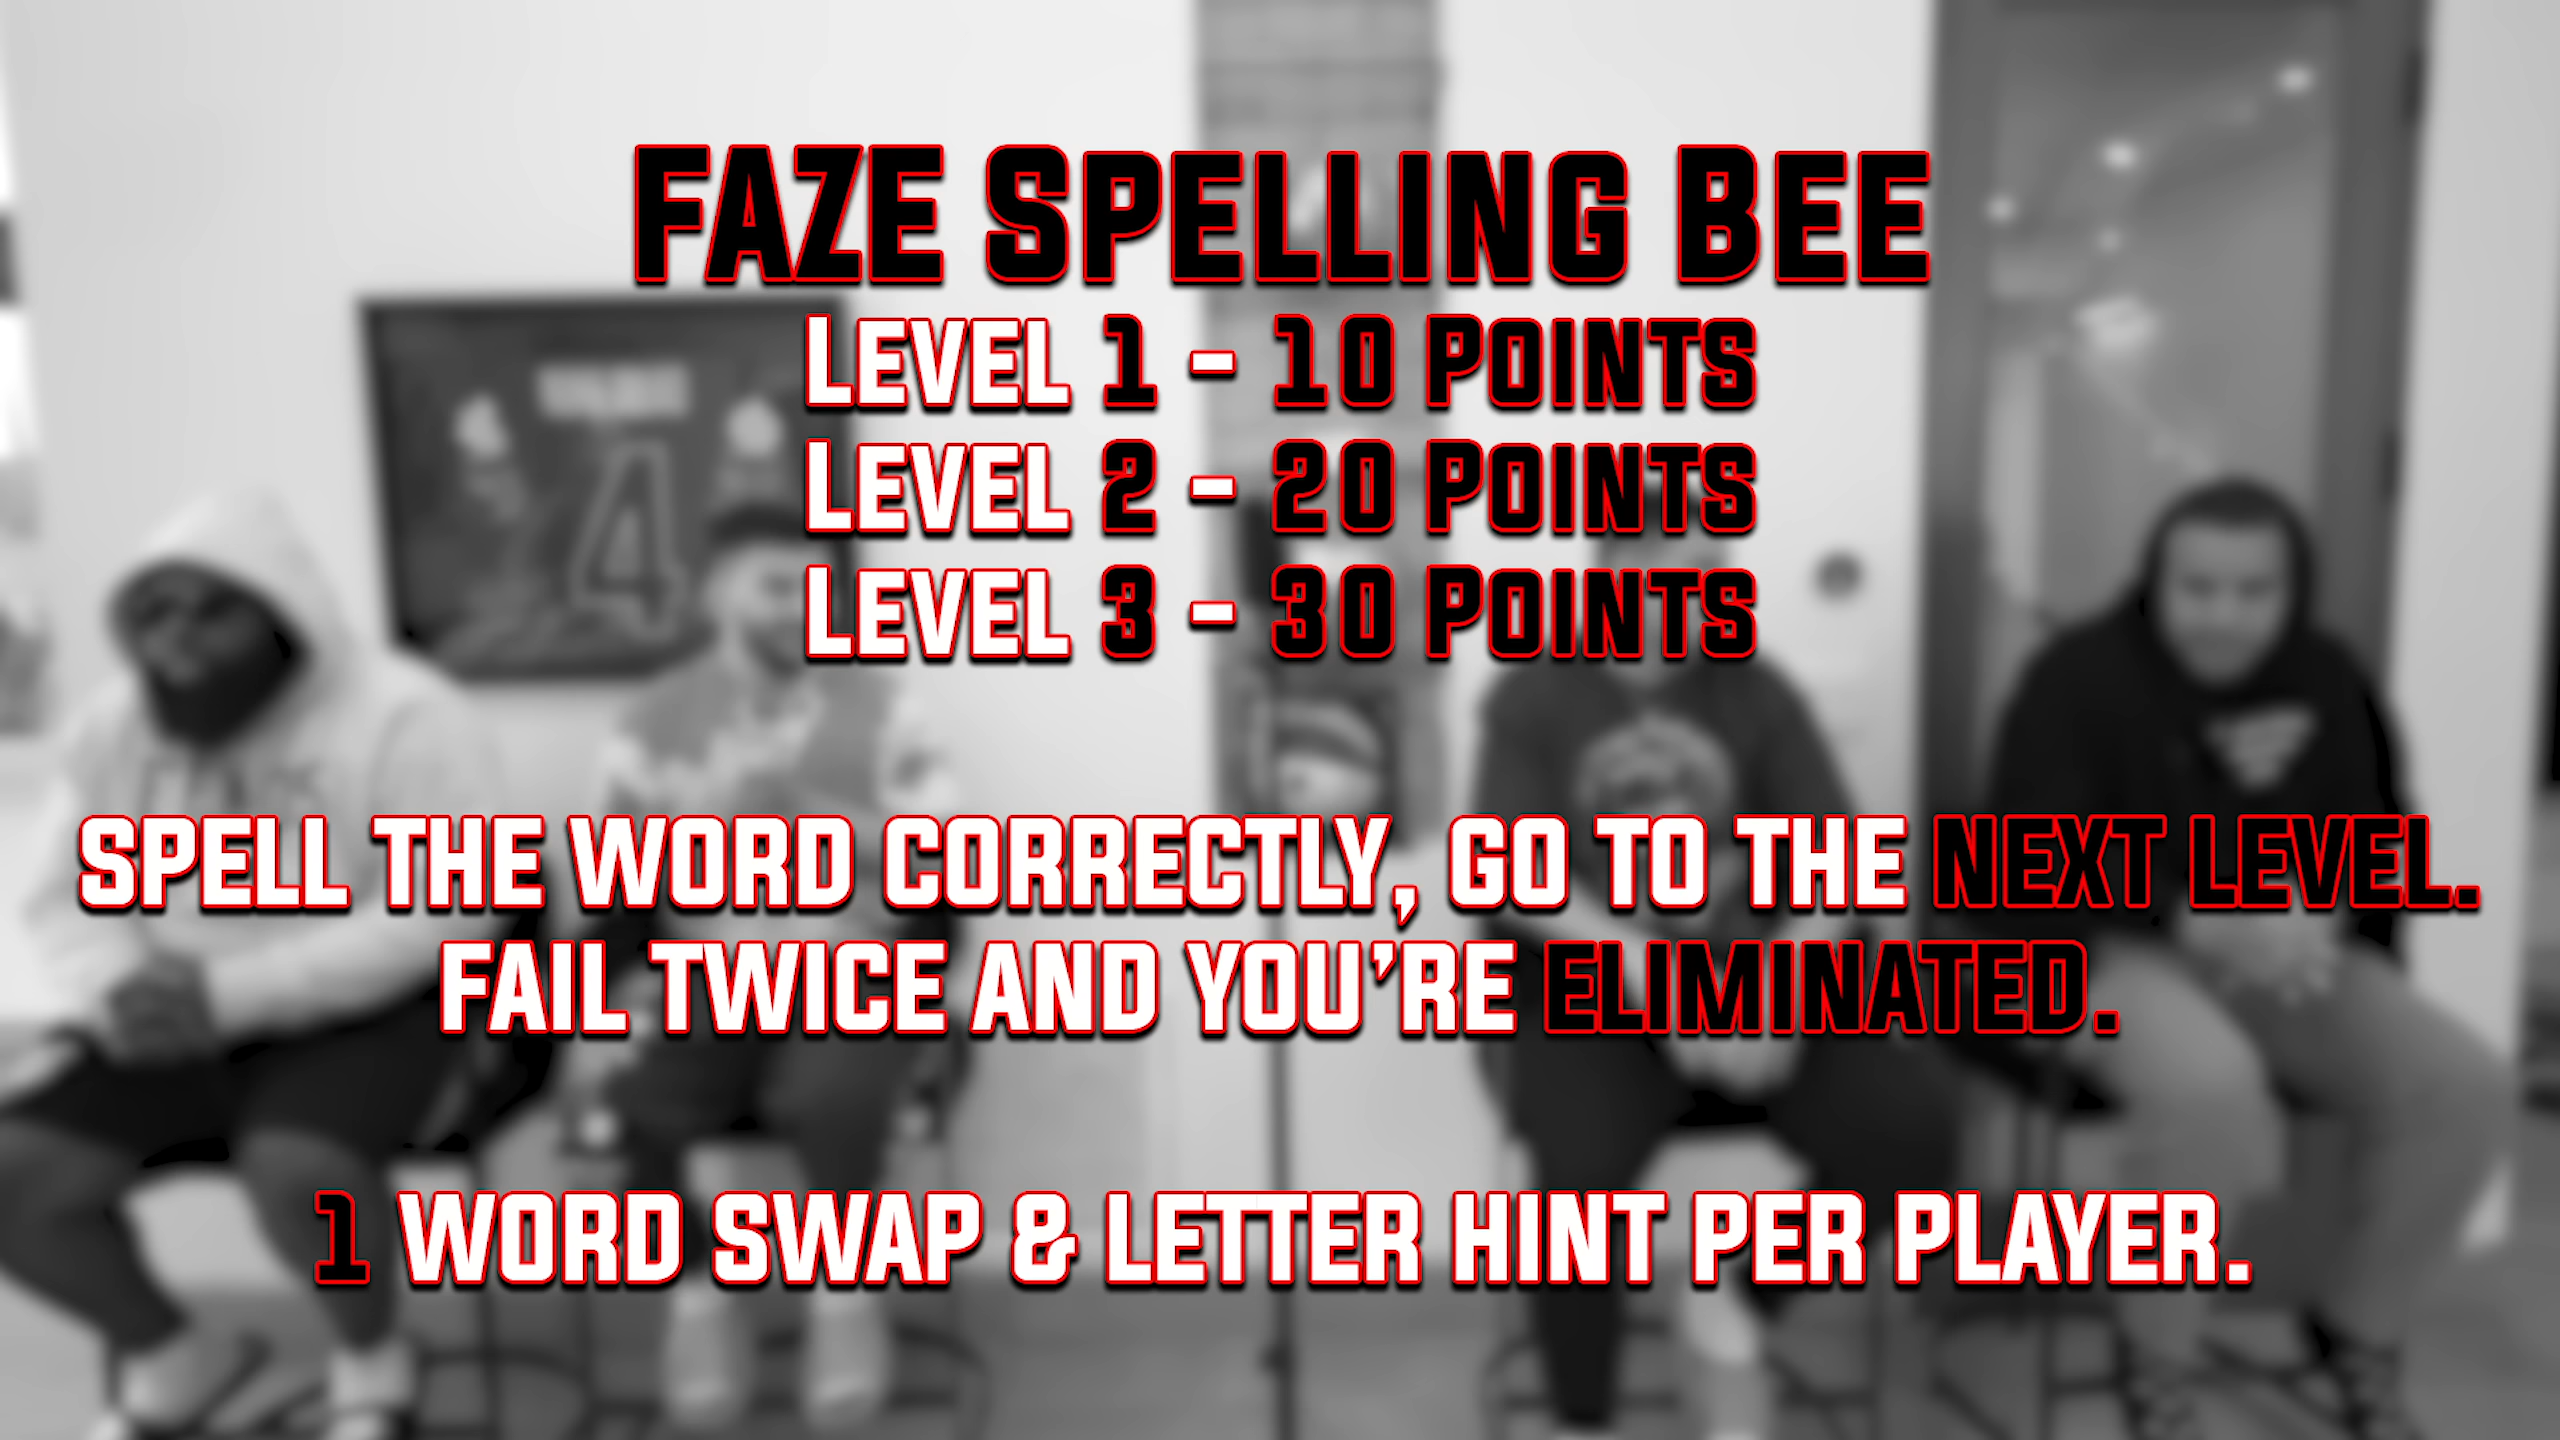 FAZE SPELLING BEE
LEVEL 1 - 10 POINTS
LEVEL 2 - 20 POINTS
LEVEL 3 - 30 POINTS
SPELL THE WORD CORRECTLY, GO TO THE NEXT LEVEL.
FAIL TWICE AND YOU'RE ELIMINATED.
1 WORD SWAP & LETTER HINT PER PLAYER.
4